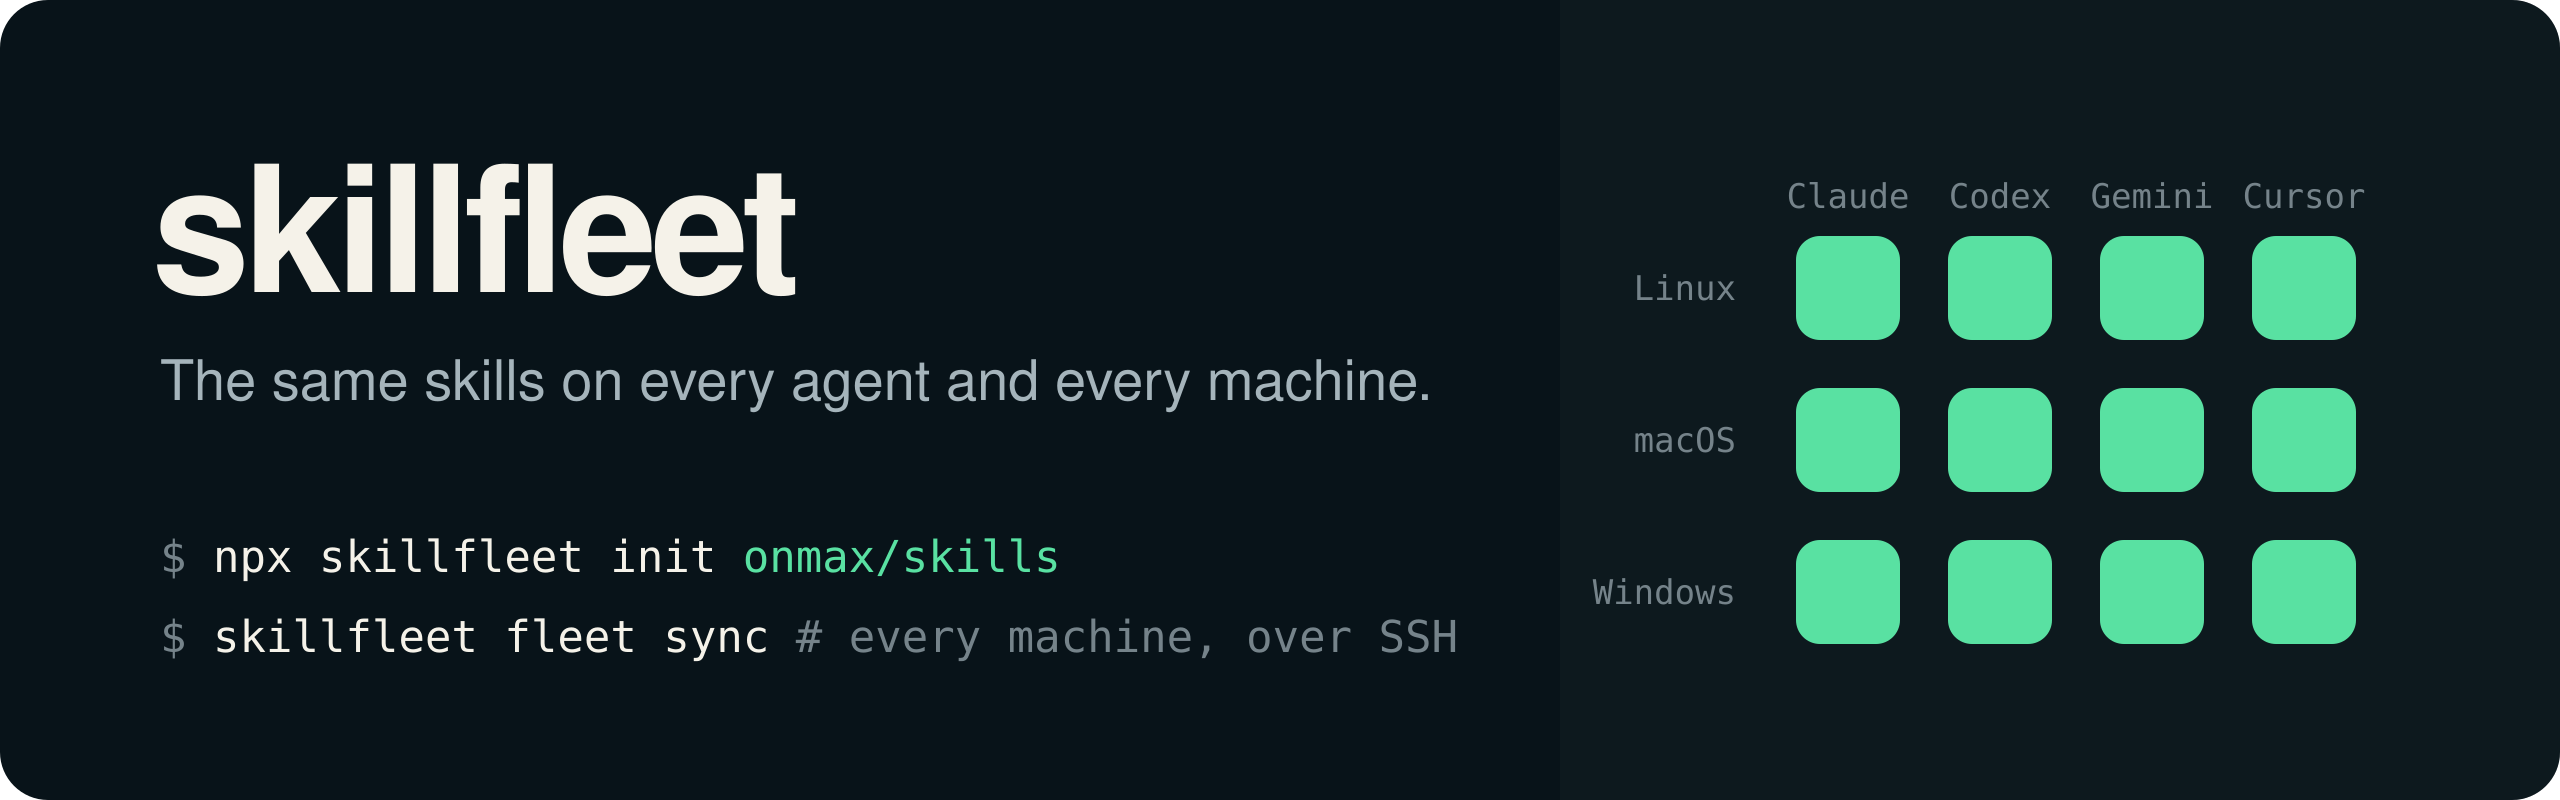 skillfleet
The same skills on every agent and every machine.
$ npx skillfleet init onmax/skills
$ skillfleet fleet sync # every machine, over SSH
Claude Codex Gemini Cursor
Linux
macOS
Windows